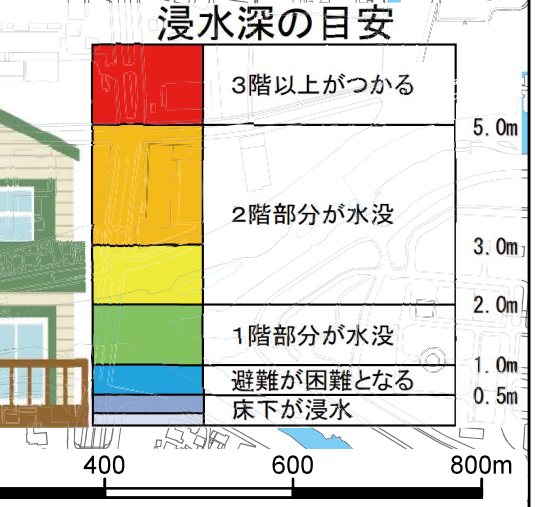 浸水深の目安
3階以上がつかる
5.0m
2階部分が水没
3.0m
2.0m
1階部分が水没
1.0m
避難が困難となる
0.5m
床下が浸水
400 600 800m